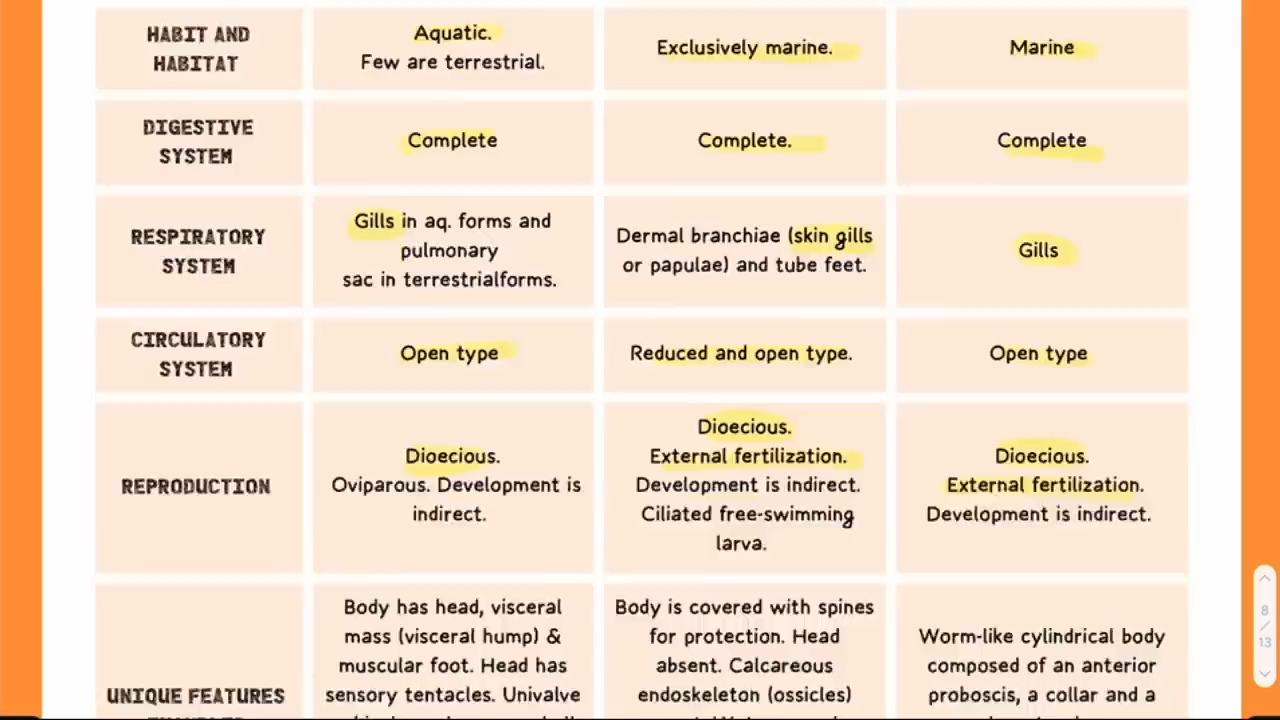 HABIT AND
HABITAT
Aquatic.
Few are terrestrial.
Exclusively marine.
Marine
DIGESTIVE
SYSTEM
Complete
Complete.
Complete
RESPIRATORY
SYSTEM
Gills in aq. forms and
pulmonary
sac in terrestrialforms.
Dermal branchiae (skin gills
or papulae) and tube feet.
Gills
CIRCULATORY
SYSTEM
Open type
Reduced and open type.
Open type
REPRODUCTION
Dioecious.
Oviparous. Development is
indirect.
Dioecious.
External fertilization.
Development is indirect.
Ciliated free-swimming
larva.
Dioecious.
External fertilization.
Development is indirect.
UNIQUE FEATURES
Body has head, visceral
mass (visceral hump) &
muscular foot. Head has
sensory tentacles. Univalve
Body is covered with spines
for protection. Head
absent. Calcareous
endoskeleton (ossicles)
Worm-like cylindrical body
composed of an anterior
proboscis, a collar and a
8
/
13